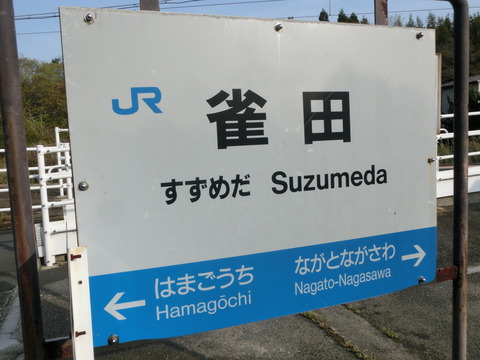 JR
雀田
すずめだ Suzumeda
← はまごうち
Hamagōchi
ながとながさわ →
Nagato-Nagasawa